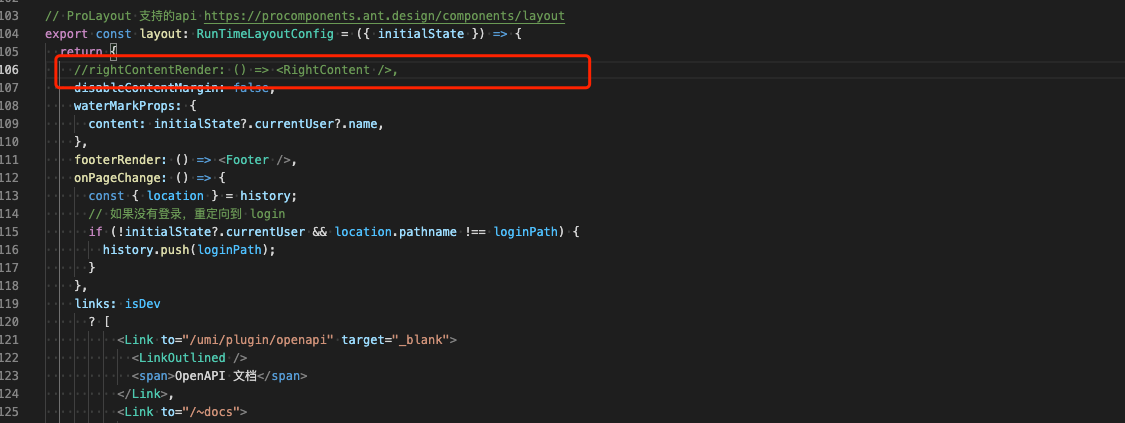 103 // ProLayout 支持的api https://procomponents.ant.design/components/layout
104 export const layout: RunTimeLayoutConfig = ({ initialState }) => {
105 return {
106 //rightContentRender: () => <RightContent />,
107 disableContentMargin: false,
108 waterMarkProps: {
109 content: initialState?.currentUser?.name,
110 },
111 footerRender: () => <Footer />,
112 onPageChange: () => {
113 const { location } = history;
114 // 如果没有登录，重定向到 login
115 if (!initialState?.currentUser && location.pathname !== loginPath) {
116 history.push(loginPath);
117 }
118 },
119 links: isDev
120 ? [
121 <Link to="/umi/plugin/openapi" target="_blank">
122 <LinkOutlined />
123 <span>OpenAPI 文档</span>
124 </Link>,
125 <Link to="/~docs">